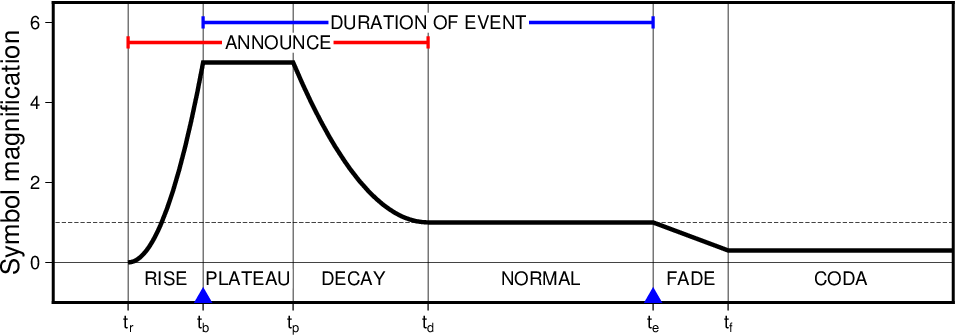 DURATION OF EVENT
6
ANNOUNCE
4
2
0
Symbol magnification
RISE PLATEAU DECAY NORMAL FADE CODA
tr tb tp td te tf